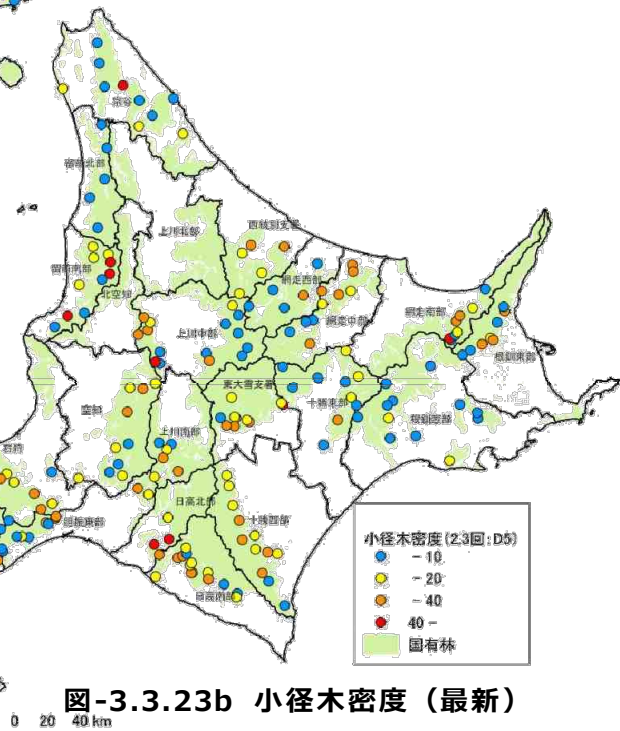 宗谷
留萌北部
上川北部
西紋別支署
留萌南部
網走西部
北空知
網走中部
網走南部
上川中部
根釧東部
東大雪支署
十勝東部
空知
上川南部
根釧西部
石狩
日高北部
胆振東部
十勝西部
日高南部
小径木密度(2,3回:D5)
- 10
- 20
- 40
40 -
国有林
図-3.3.23b 小径木密度（最新）
0 20 40 km